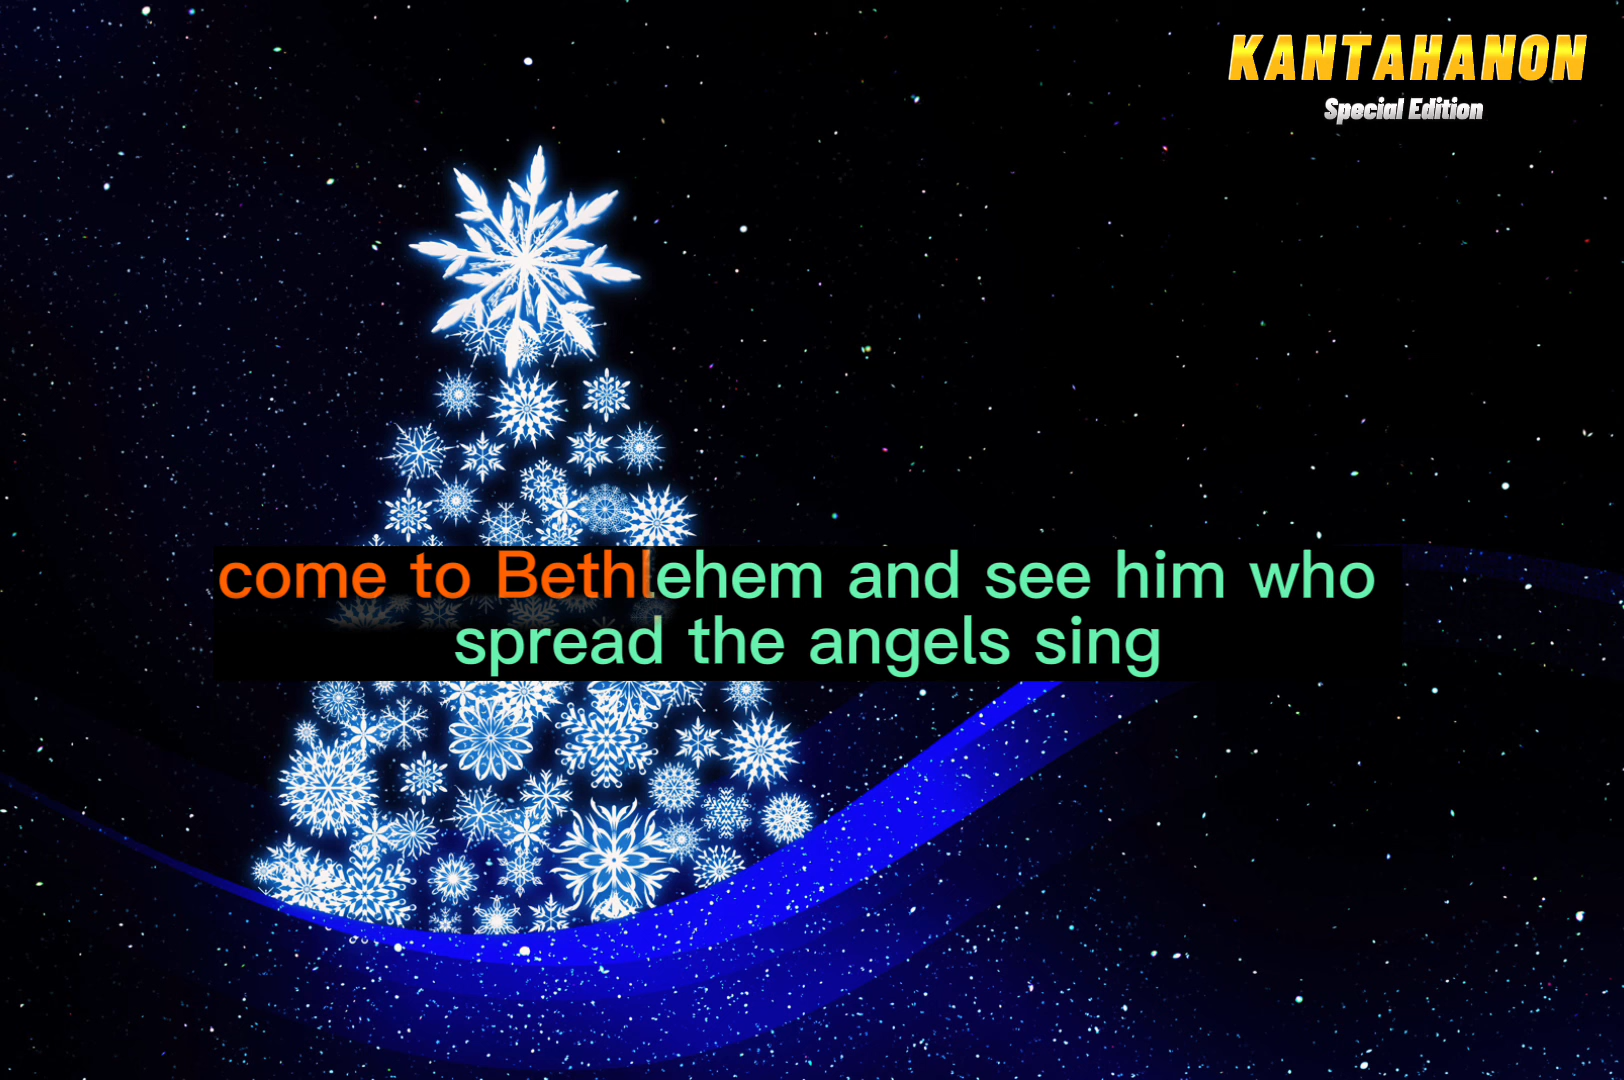 KANTAHANON
Special Edition
come to Bethlehem and see him who
spread the angels sing